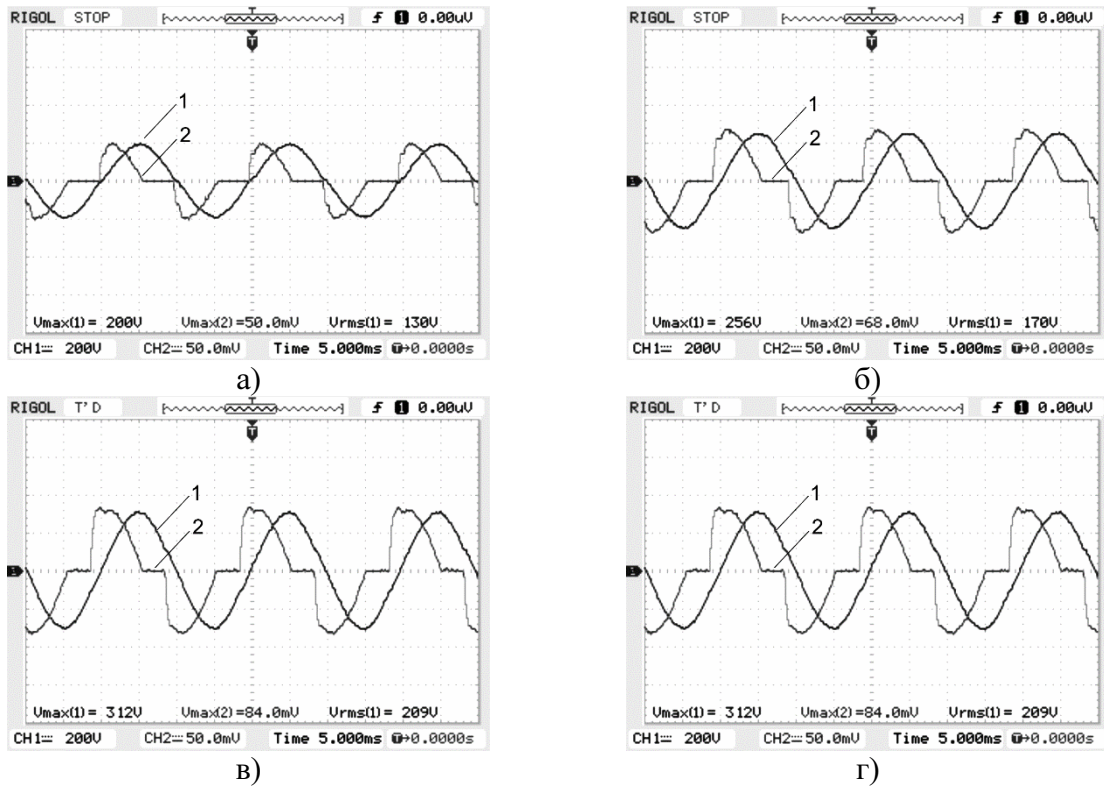 RIGOL STOP T 1 0.00uV
T
1
2
1
Vmax(1)= 200V Vmax(2)=50.0mV Vrms(1)= 130V
CH1 200V CH2 50.0mV Time 5.000ms T→0.0000s
а)
RIGOL STOP T 1 0.00uV
T
1
2
1
Vmax(1)= 256V Vmax(2)=68.0mV Vrms(1)= 170V
CH1 200V CH2 50.0mV Time 5.000ms T→0.0000s
б)
RIGOL T'D T 1 0.00uV
T
1
2
1
Vmax(1)= 312V Vmax(2)=84.0mV Vrms(1)= 209V
CH1 200V CH2 50.0mV Time 5.000ms T→0.0000s
в)
RIGOL T'D T 1 0.00uV
T
1
2
1
Vmax(1)= 312V Vmax(2)=84.0mV Vrms(1)= 209V
CH1 200V CH2 50.0mV Time 5.000ms T→0.0000s
г)